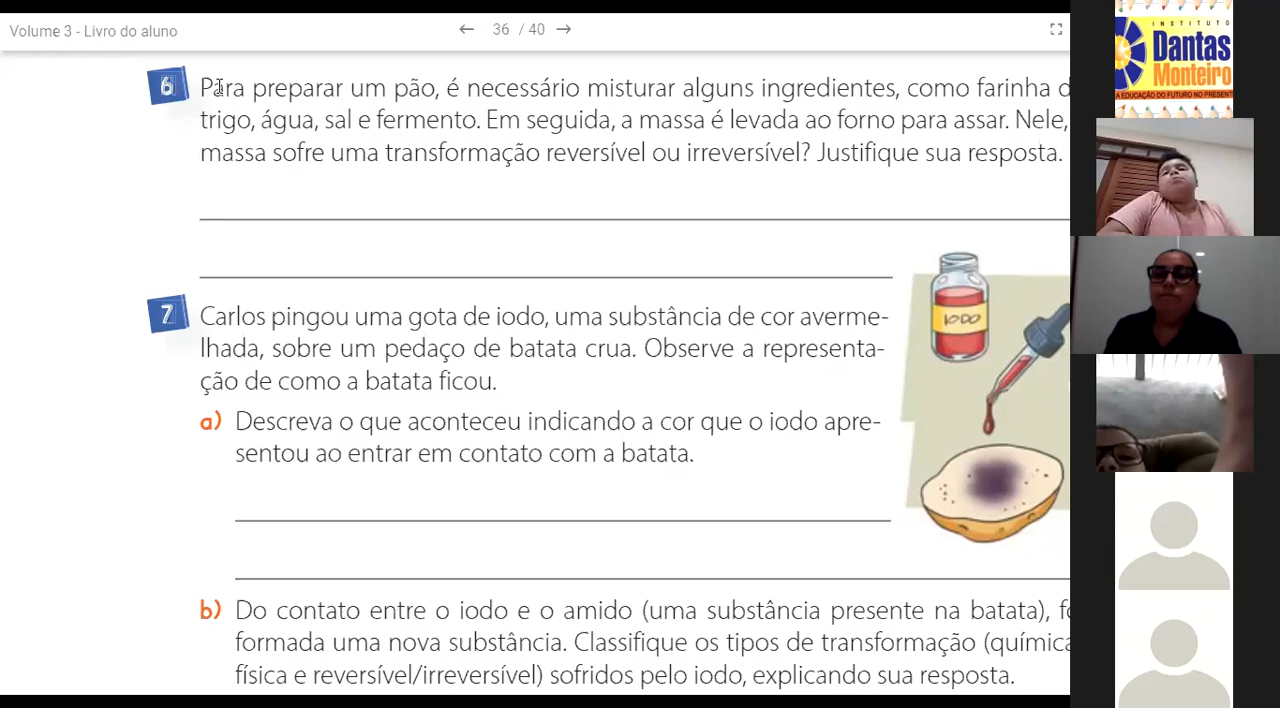 Volume 3 - Livro do aluno
36 / 40
6
Para preparar um pão, é necessário misturar alguns ingredientes, como farinha
trigo, água, sal e fermento. Em seguida, a massa é levada ao forno para assar. Nele,
massa sofre uma transformação reversível ou irreversível? Justifique sua resposta.
7
Carlos pingou uma gota de iodo, uma substância de cor averme-
lhada, sobre um pedaço de batata crua. Observe a representa-
ção de como a batata ficou.
a) Descreva o que aconteceu indicando a cor que o iodo apre-
sentou ao entrar em contato com a batata.
IODO
b) Do contato entre o iodo e o amido (uma substância presente na batata),
formada uma nova substância. Classifique os tipos de transformação (química
física e reversível/irreversível) sofridos pelo iodo, explicando sua resposta.
INSTITUTO
Dantas
Monteiro
A EDUCAÇÃO DO FUTURO NO PRESENT